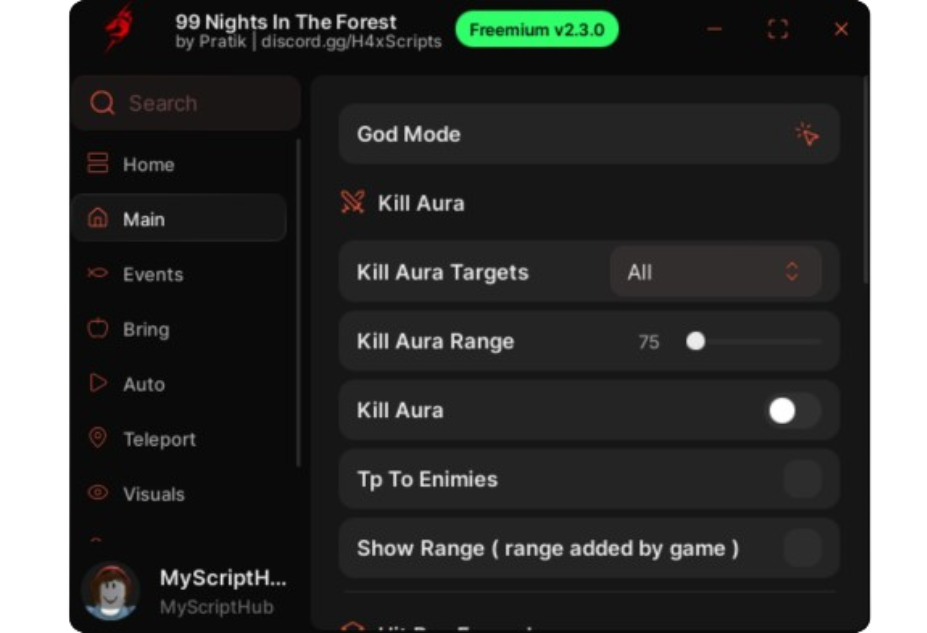 99 Nights In The Forest
by Pratik | discord.gg/H4xScripts
Freemium v2.3.0
Search
Home
Main
Events
Bring
Auto
Teleport
Visuals
MyScriptH...
MyScriptHub
God Mode
Kill Aura
Kill Aura Targets All
Kill Aura Range 75
Kill Aura
Tp To Enimies
Show Range ( range added by game )